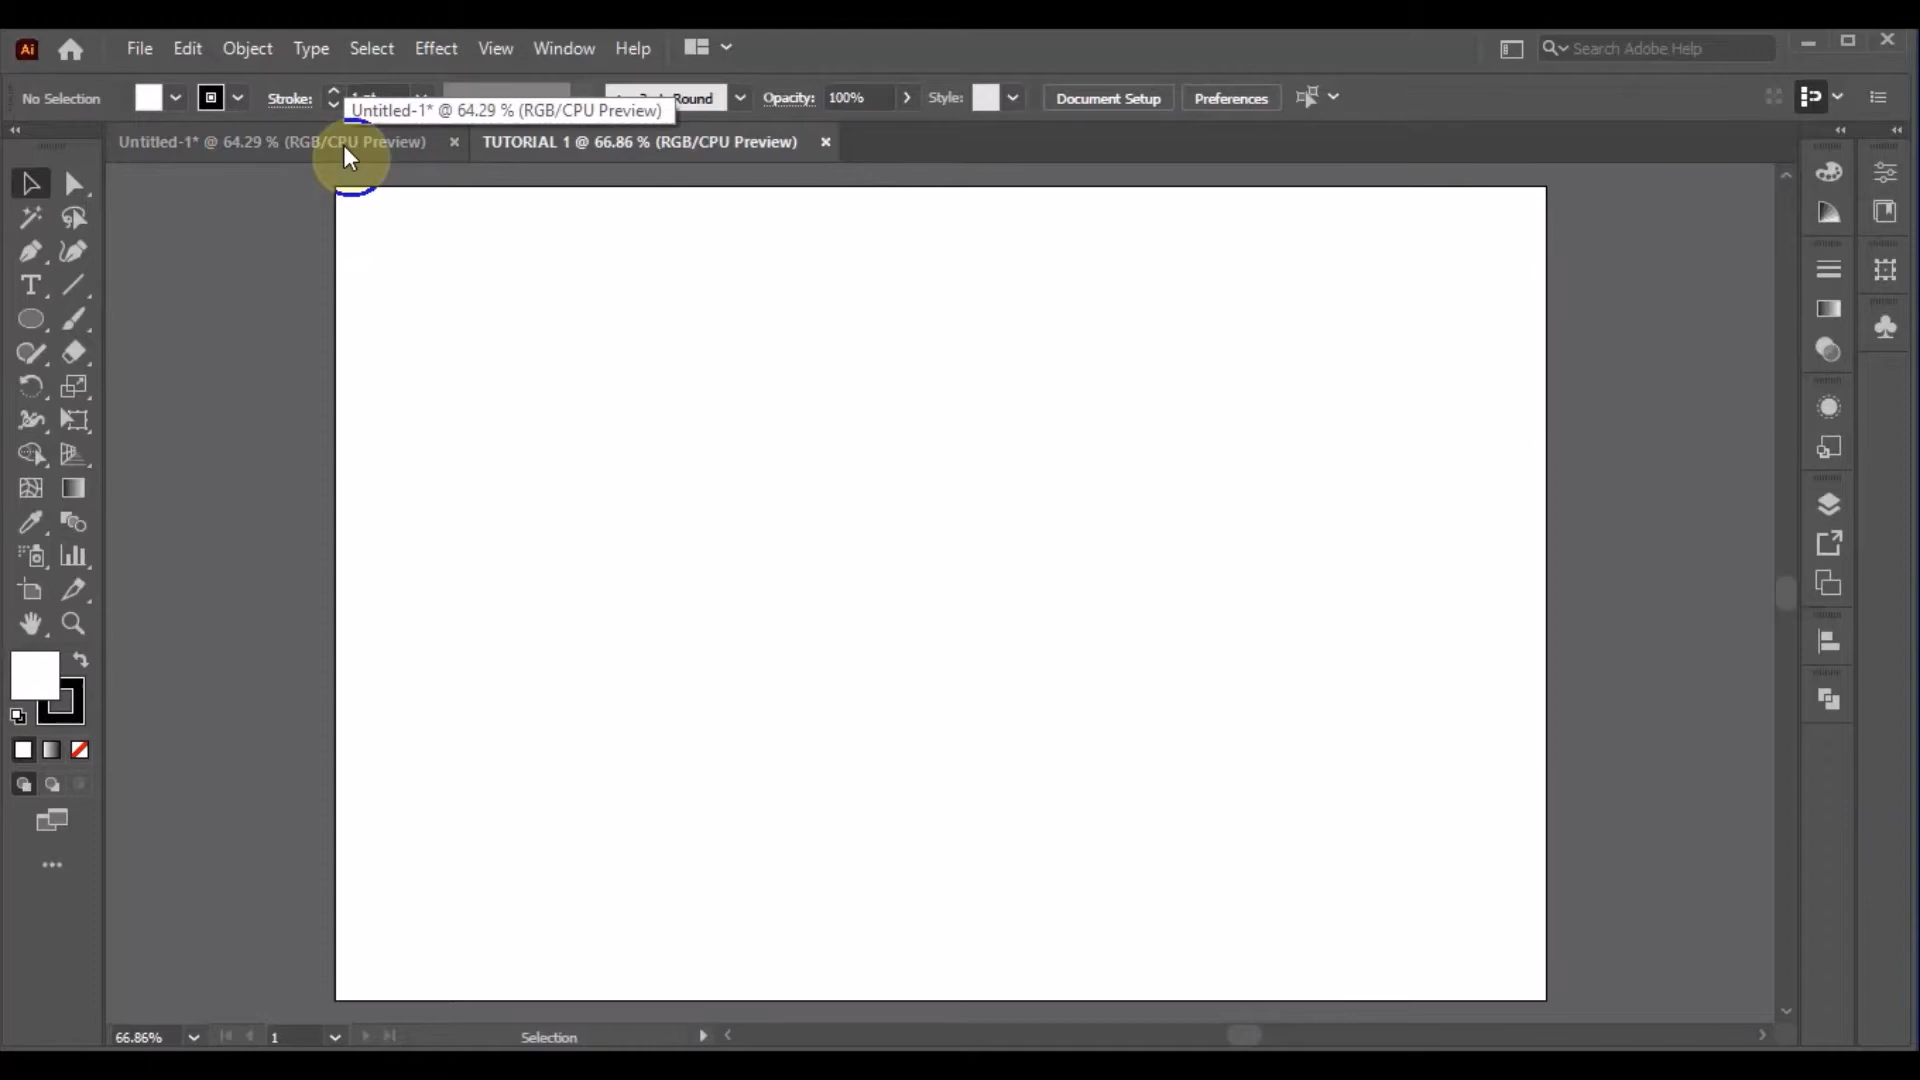 Ai File Edit Object Type Select Effect View Window Help Search Adobe Help
No Selection Stroke: Round Opacity: 100% Style: Document Setup Preferences
Untitled-1* @ 64.29 % (RGB/CPU Preview)
Untitled-1* @ 64.29 % (RGB/CPU Preview) × TUTORIAL 1 @ 66.86 % (RGB/CPU Preview) ×
66.86% 1 Selection